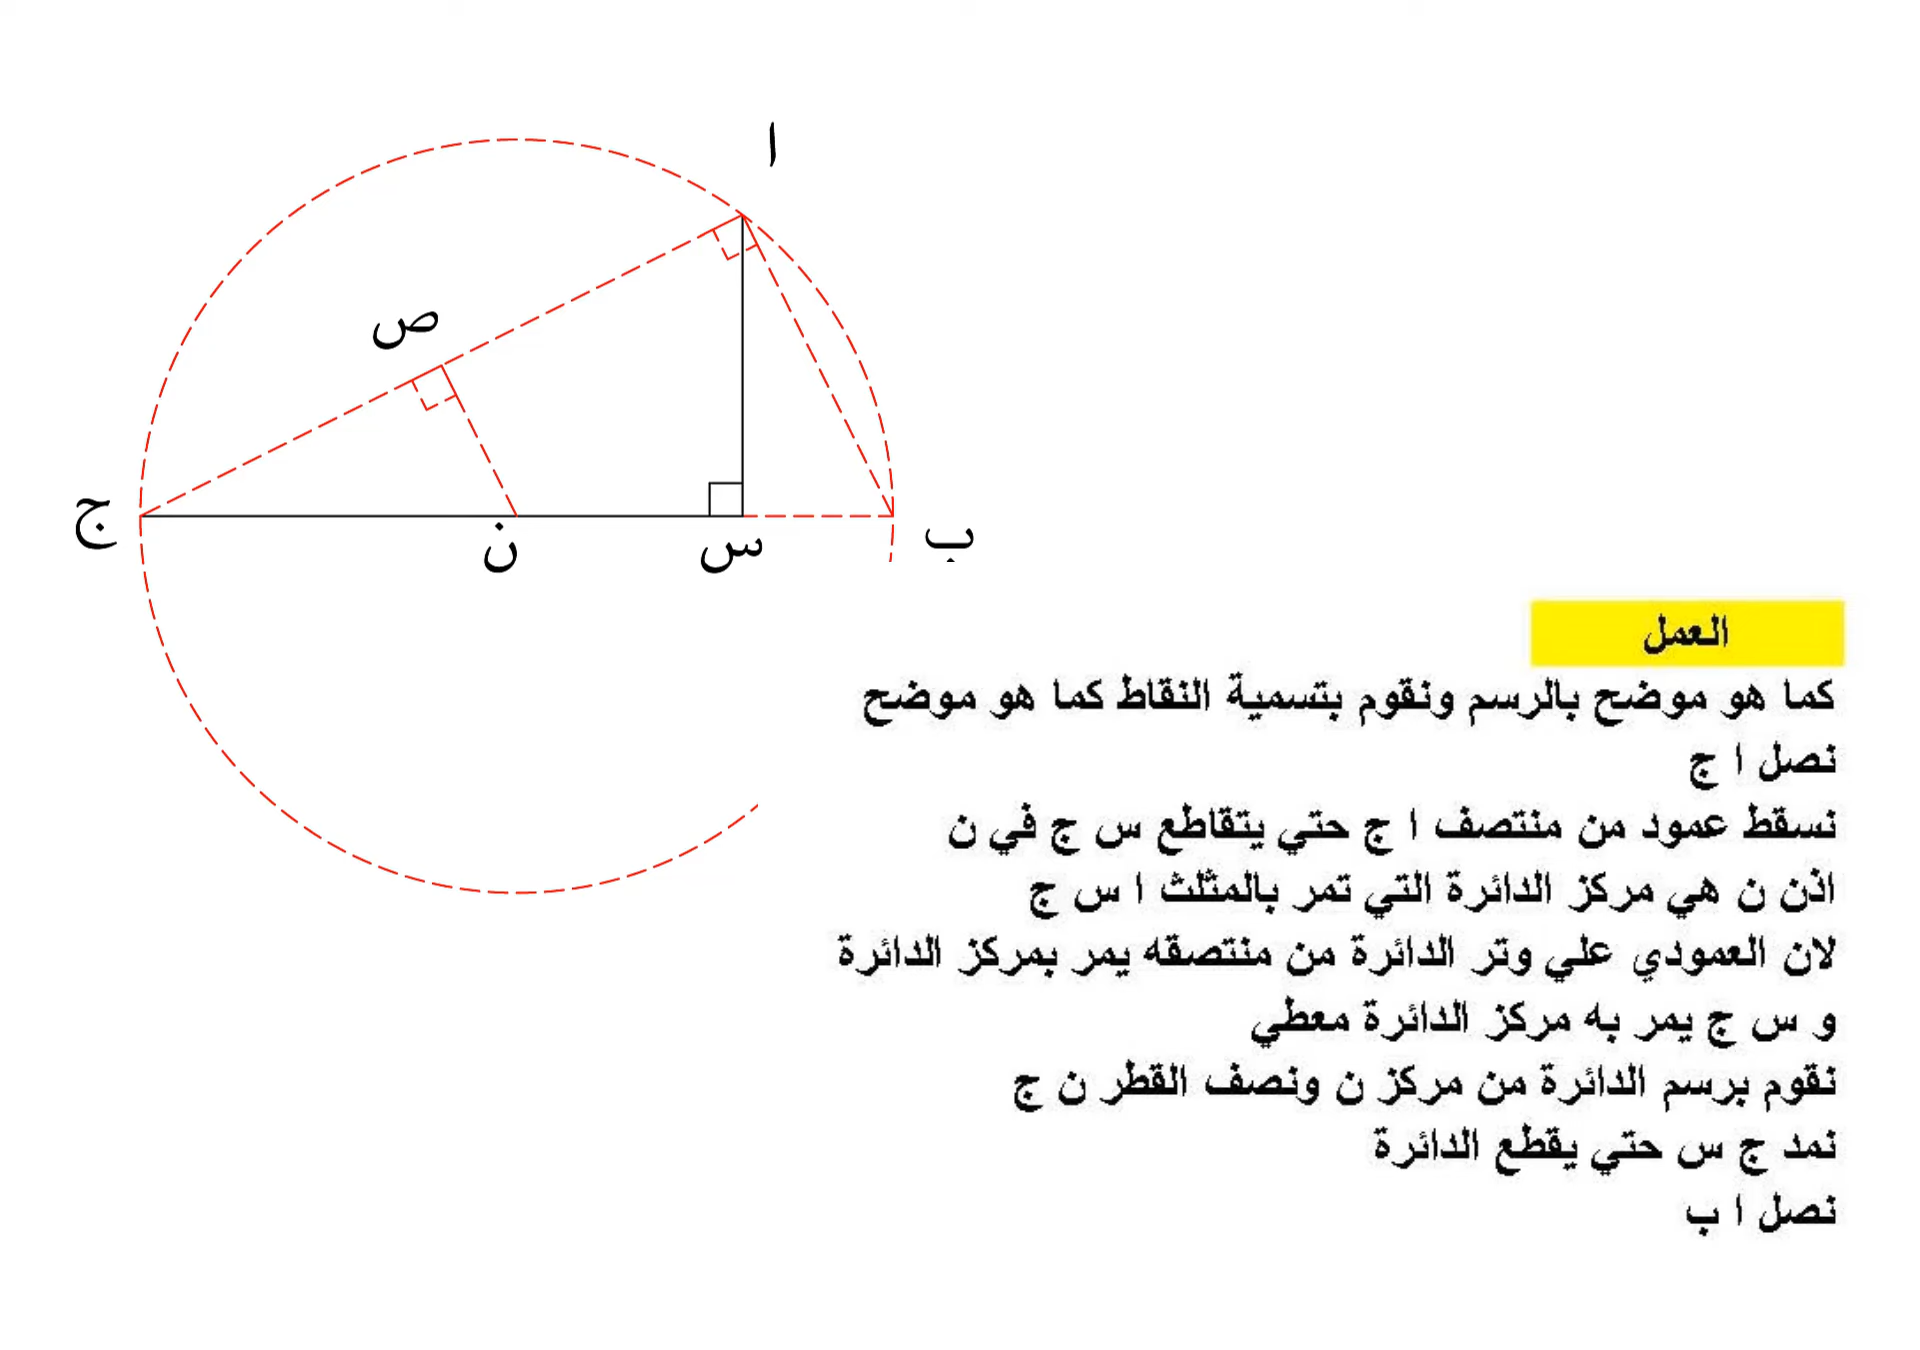 ا
ص
ج
ن
س
ب
العمل
كما هو موضح بالرسم ونقوم بتسمية النقاط كما هو موضح
نصل ا ج
نسقط عمود من منتصف ا ج حتي يتقاطع س ج في ن
اذن ن هي مركز الدائرة التي تمر بالمثلث ا س ج
لان العمودي علي وتر الدائرة من منتصقه يمر بمركز الدائرة
و س ج يمر به مركز الدائرة معطي
نقوم برسم الدائرة من مركز ن ونصف القطر ن ج
نمد ج س حتي يقطع الدائرة
نصل ا ب